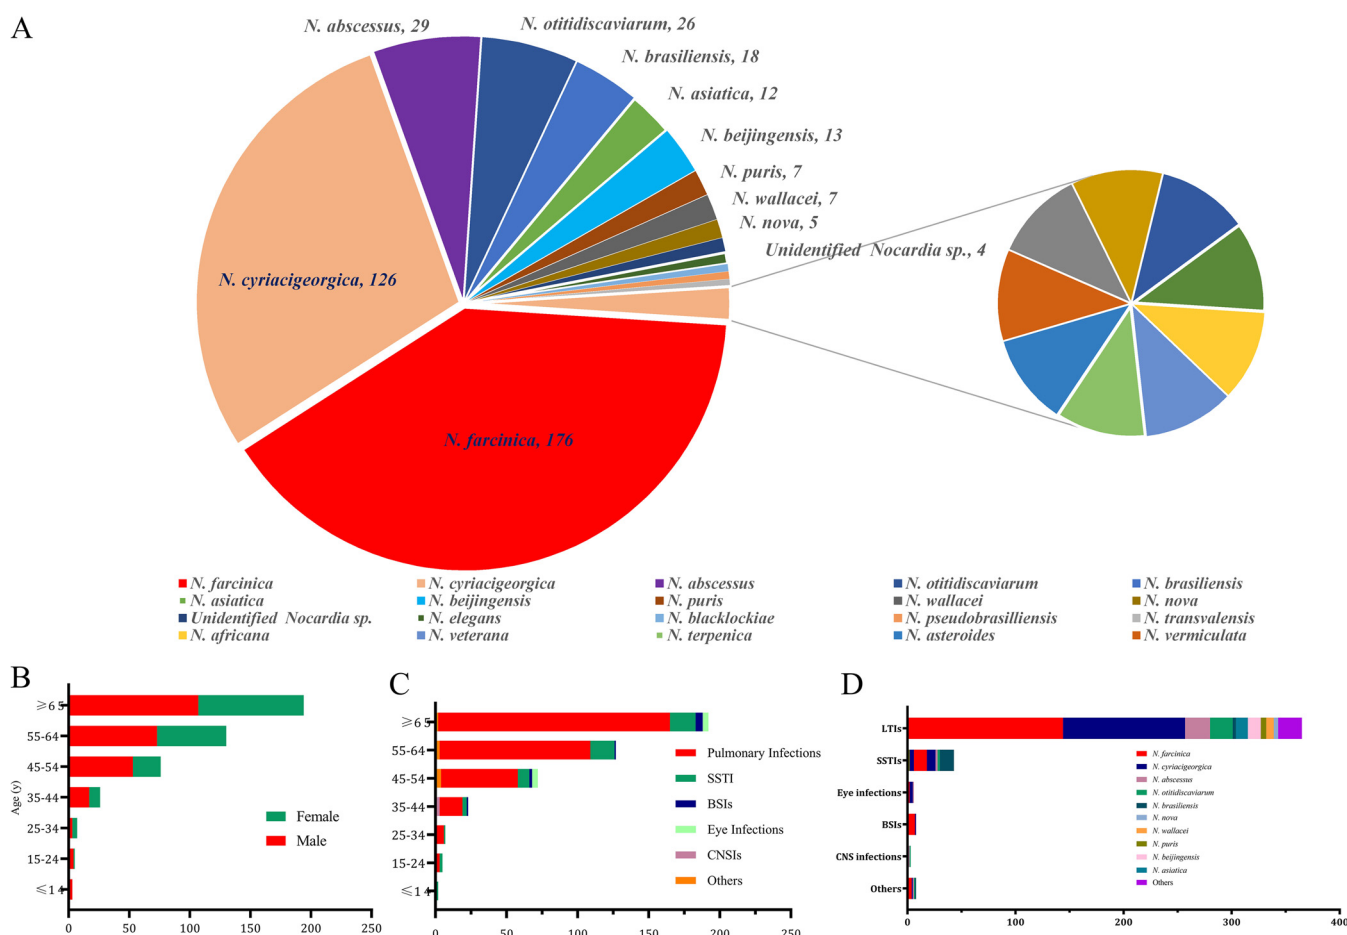 A
N. abscessus, 29
N. otitidiscaviarum, 26
N. brasiliensis, 18
N. asiatica, 12
N. beijingensis, 13
N. puris, 7
N. wallacei, 7
N. nova, 5
Unidentified Nocardia sp., 4
N. cyriacigeorgica, 126
N. farcinica, 176
N. farcinica N. cyriacigeorgica N. abscessus N. otitidiscaviarum N. brasiliensis
N. asiatica N. beijingensis N. puris N. wallacei N. nova
Unidentified Nocardia sp. N. elegans N. blacklockiae N. pseudobrasilliensis N. transvalensis
N. africana N. veterana N. terpenica N. asteroides N. vermiculata
B
Age (y)
≥65
55-64
45-54
35-44
25-34
15-24
≤14
0 50 100 150 200 250
Female
Male
C
≥65
55-64
45-54
35-44
25-34
15-24
≤14
0 50 100 150 200 250
Pulmonary Infections
SSTI
BSIs
Eye Infections
CNSIs
Others
D
LTIs
SSTIs
Eye infections
BSIs
CNS infections
Others
0 100 200 300 400
N. farcinica
N. cyriacigeorgica
N. abscessus
N. otitidiscaviarum
N. brasiliensis
N. nova
N. wallacei
N. puris
N. beijingensis
N. asiatica
Others